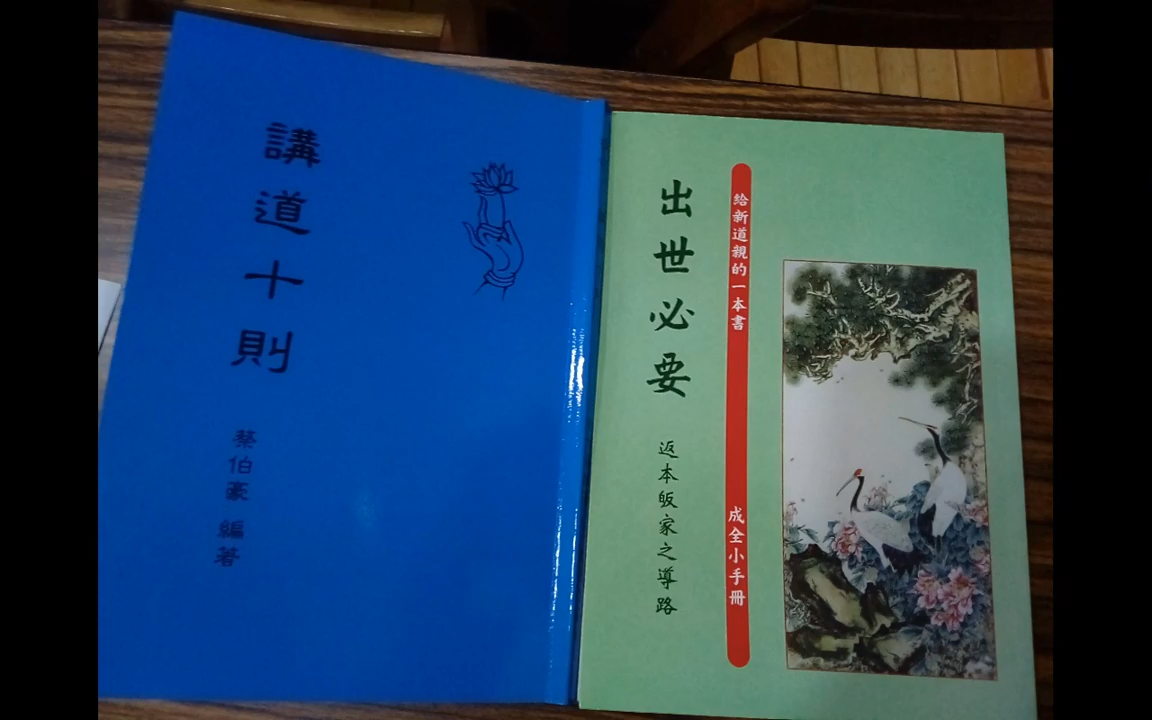 講道十則
蔡伯豪 編著
給新道親的一本書 成全小手冊
出世必要
返本皈家之導路